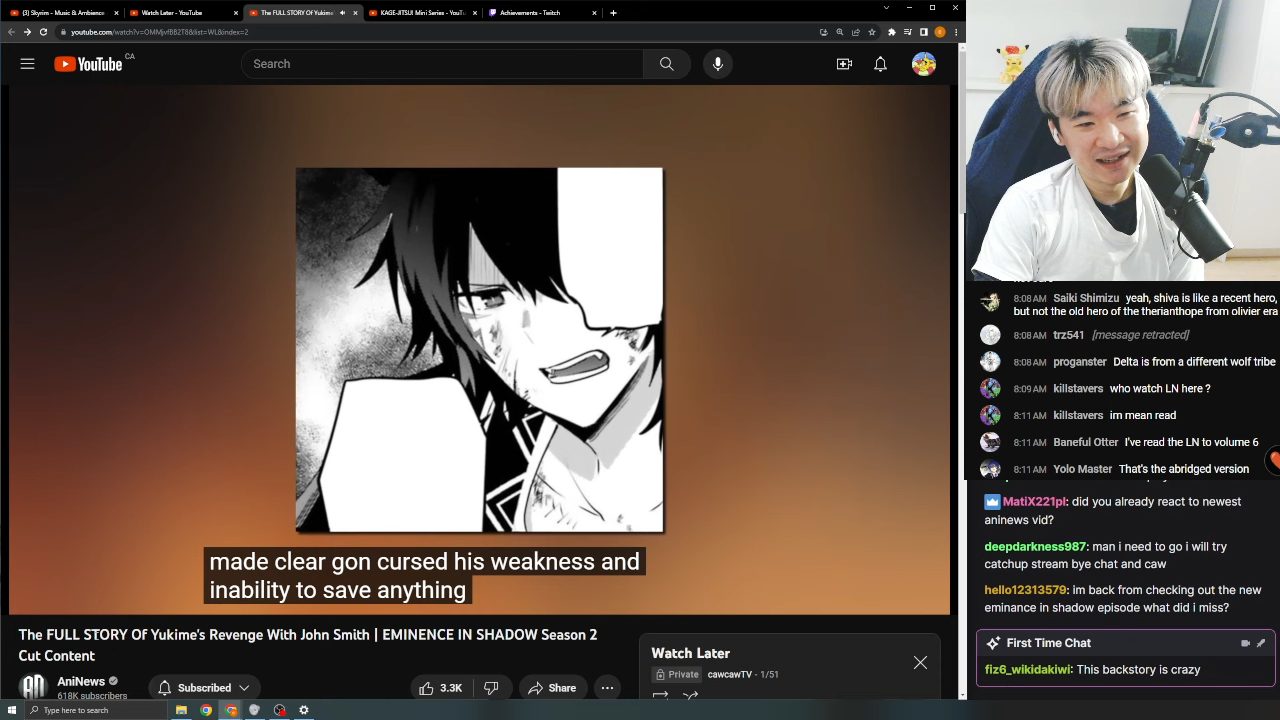 (3) Skyrim - Music & Ambience
Watch Later - YouTube
The FULL STORY Of Yukime
KAGE-JITSU! Mini Series - YouT
Achievements - Twitch
youtube.com/watch?v=OMMjvfBB2T8&list=WL&index=2
YouTube CA
Search
made clear gon cursed his weakness and
inability to save anything
The FULL STORY Of Yukime's Revenge With John Smith | EMINENCE IN SHADOW Season 2
Cut Content
AniNews
618K subscribers
Subscribed
3.3K
Share
Watch Later
Private
cawcawTV - 1/51
Type here to search
8:08 AM Saiki Shimizu yeah, shiva is like a recent hero,
but not the old hero of the therianthrope from olivier era
8:08 AM trz541 [message retracted]
8:08 AM proganster Delta is from a different wolf tribe
8:09 AM killstavers who watch LN here ?
8:11 AM killstavers im mean read
8:11 AM Baneful Otter I've read the LN to volume 6
8:11 AM Yolo Master That's the abridged version
MatiX221pl: did you already react to newest
aninews vid?
deepdarkness987: man i need to go i will try
catchup stream bye chat and caw
hello12313579: im back from checking out the new
eminance in shadow episode what did i miss?
First Time Chat
fiz6_wikidakiwi: This backstory is crazy